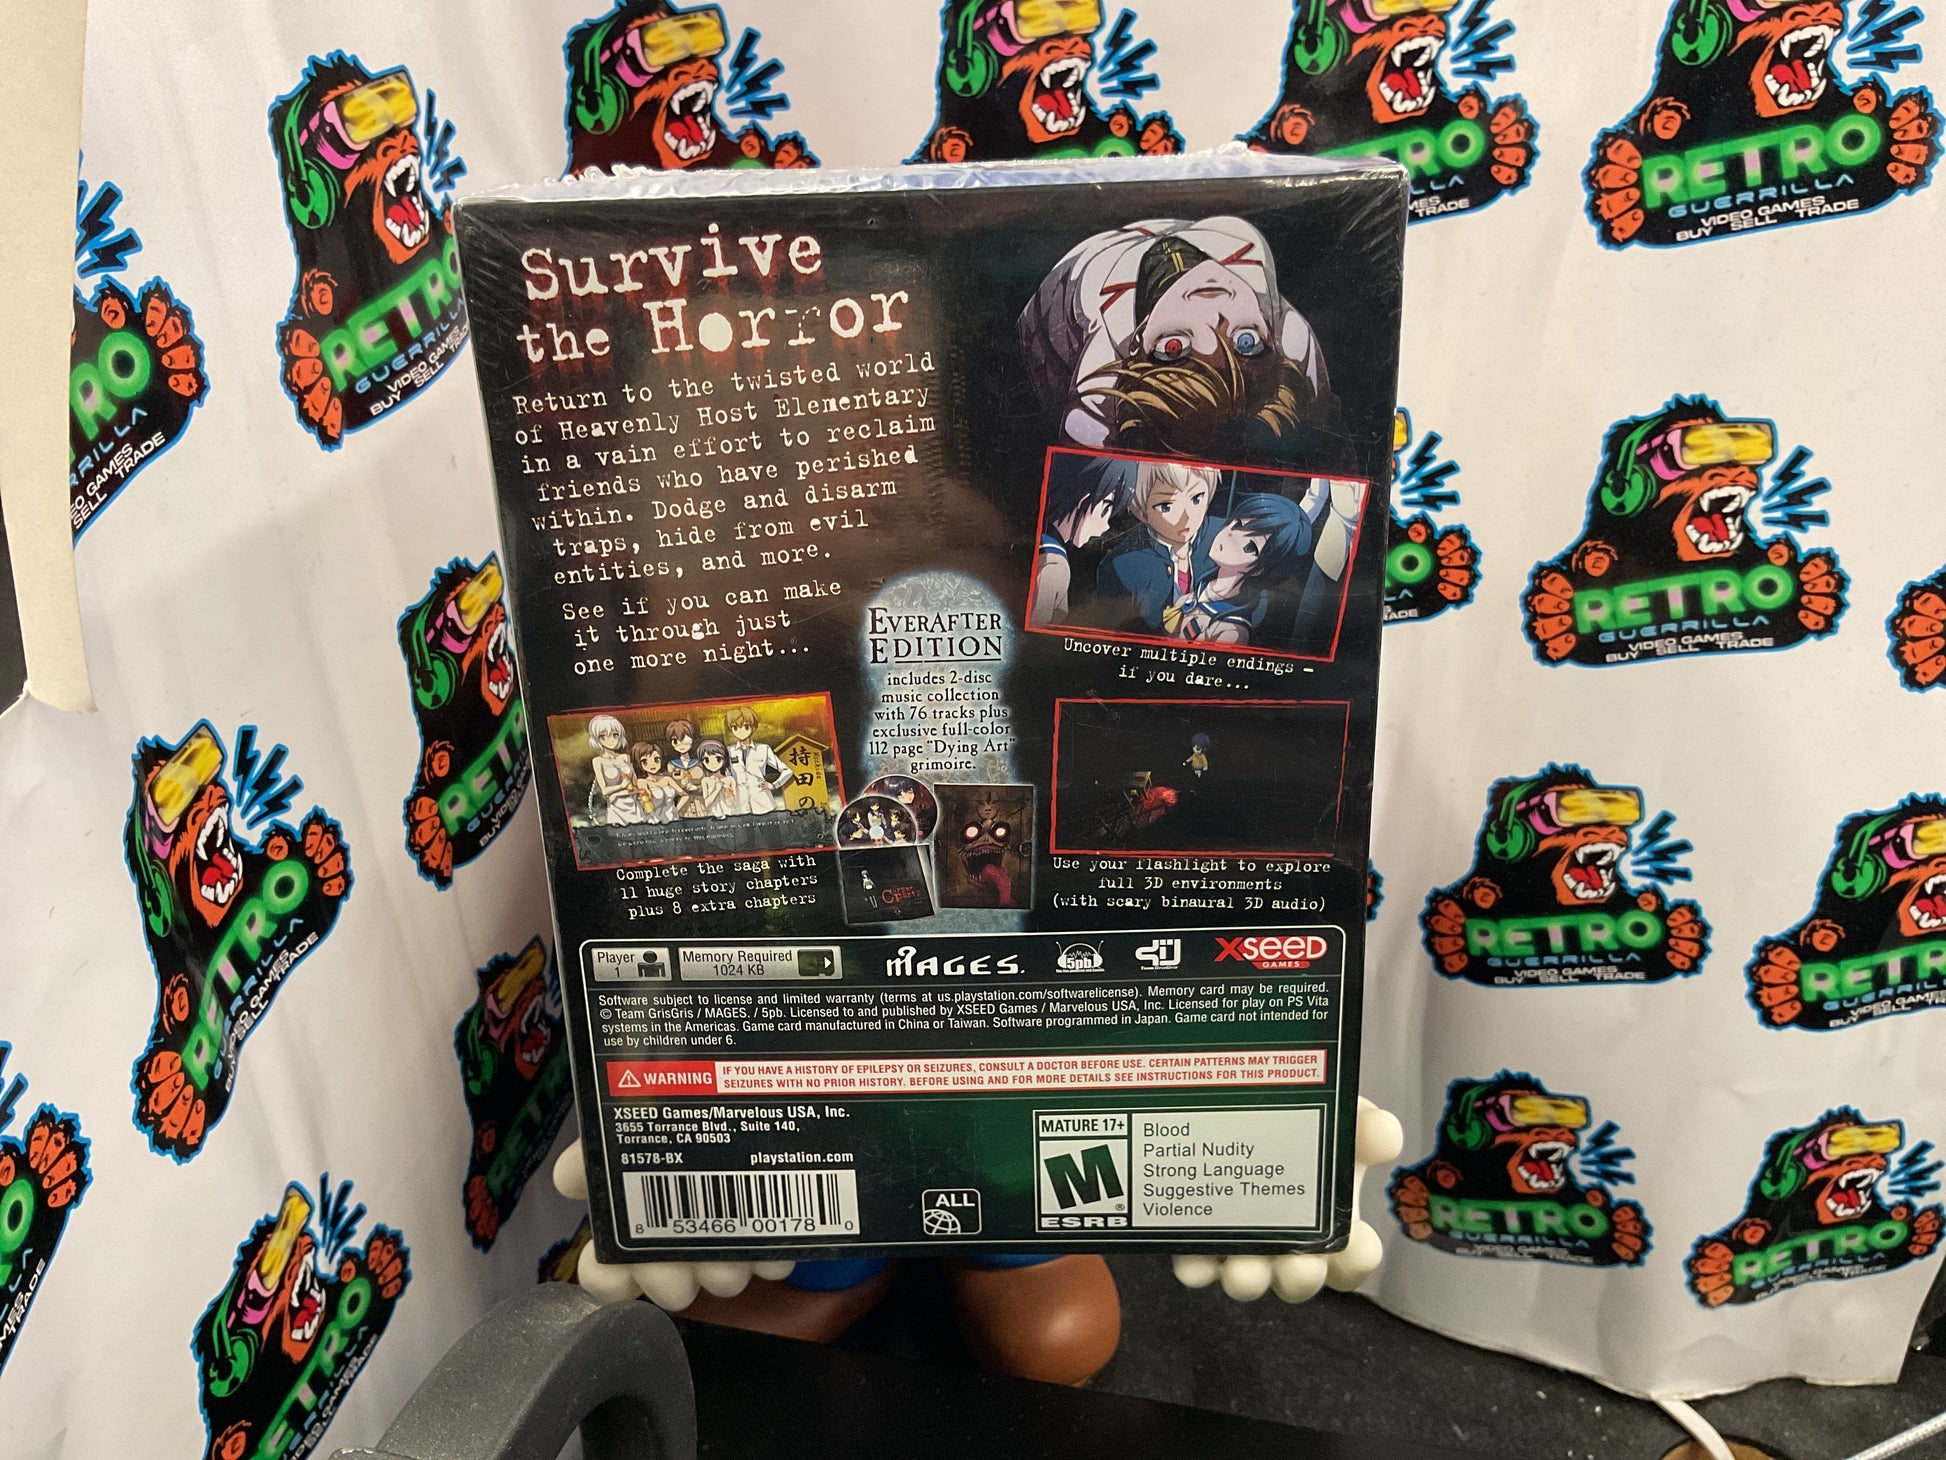 Survive
the Horror
Return to the twisted world
of Heavenly Host Elementary
in a vain effort to reclaim
friends who have perished
within. Dodge and disarm
traps, hide from evil
entities, and more.
See if you can make
it through just
one more night...
EVERAFTER
EDITION
includes 2-disc
music collection
with 76 tracks plus
exclusive full-color
112 page "Dying Art"
grimoire.
Uncover multiple endings –
if you dare...
持田の
Complete the saga with
11 huge story chapters
plus 8 extra chapters
Corpse
Party
Use your flashlight to explore
full 3D environments
(with scary binaural 3D audio)
Player
1
Memory Required
1024 KB
MAGES.
5pb.
XSEED
GAMES
Software subject to license and limited warranty (terms at us.playstation.com/softwarelicense). Memory card may be required.
© Team GrisGris / MAGES. / 5pb. Licensed to and published by XSEED Games / Marvelous USA, Inc. Licensed for play on PS Vita
systems in the Americas. Game card manufactured in China or Taiwan. Software programmed in Japan. Game card not intended for
use by children under 6.
WARNING
IF YOU HAVE A HISTORY OF EPILEPSY OR SEIZURES, CONSULT A DOCTOR BEFORE USE. CERTAIN PATTERNS MAY TRIGGER
SEIZURES WITH NO PRIOR HISTORY. BEFORE USING AND FOR MORE DETAILS SEE INSTRUCTIONS FOR THIS PRODUCT.
XSEED Games/Marvelous USA, Inc.
3655 Torrance Blvd., Suite 140,
Torrance, CA 90503
81578-BX
playstation.com
8 53466 00178 0
ALL
MATURE 17+
M
ESRB
Blood
Partial Nudity
Strong Language
Suggestive Themes
Violence
RETRO
GUERRILLA
VIDEO GAMES
BUY SELL TRADE